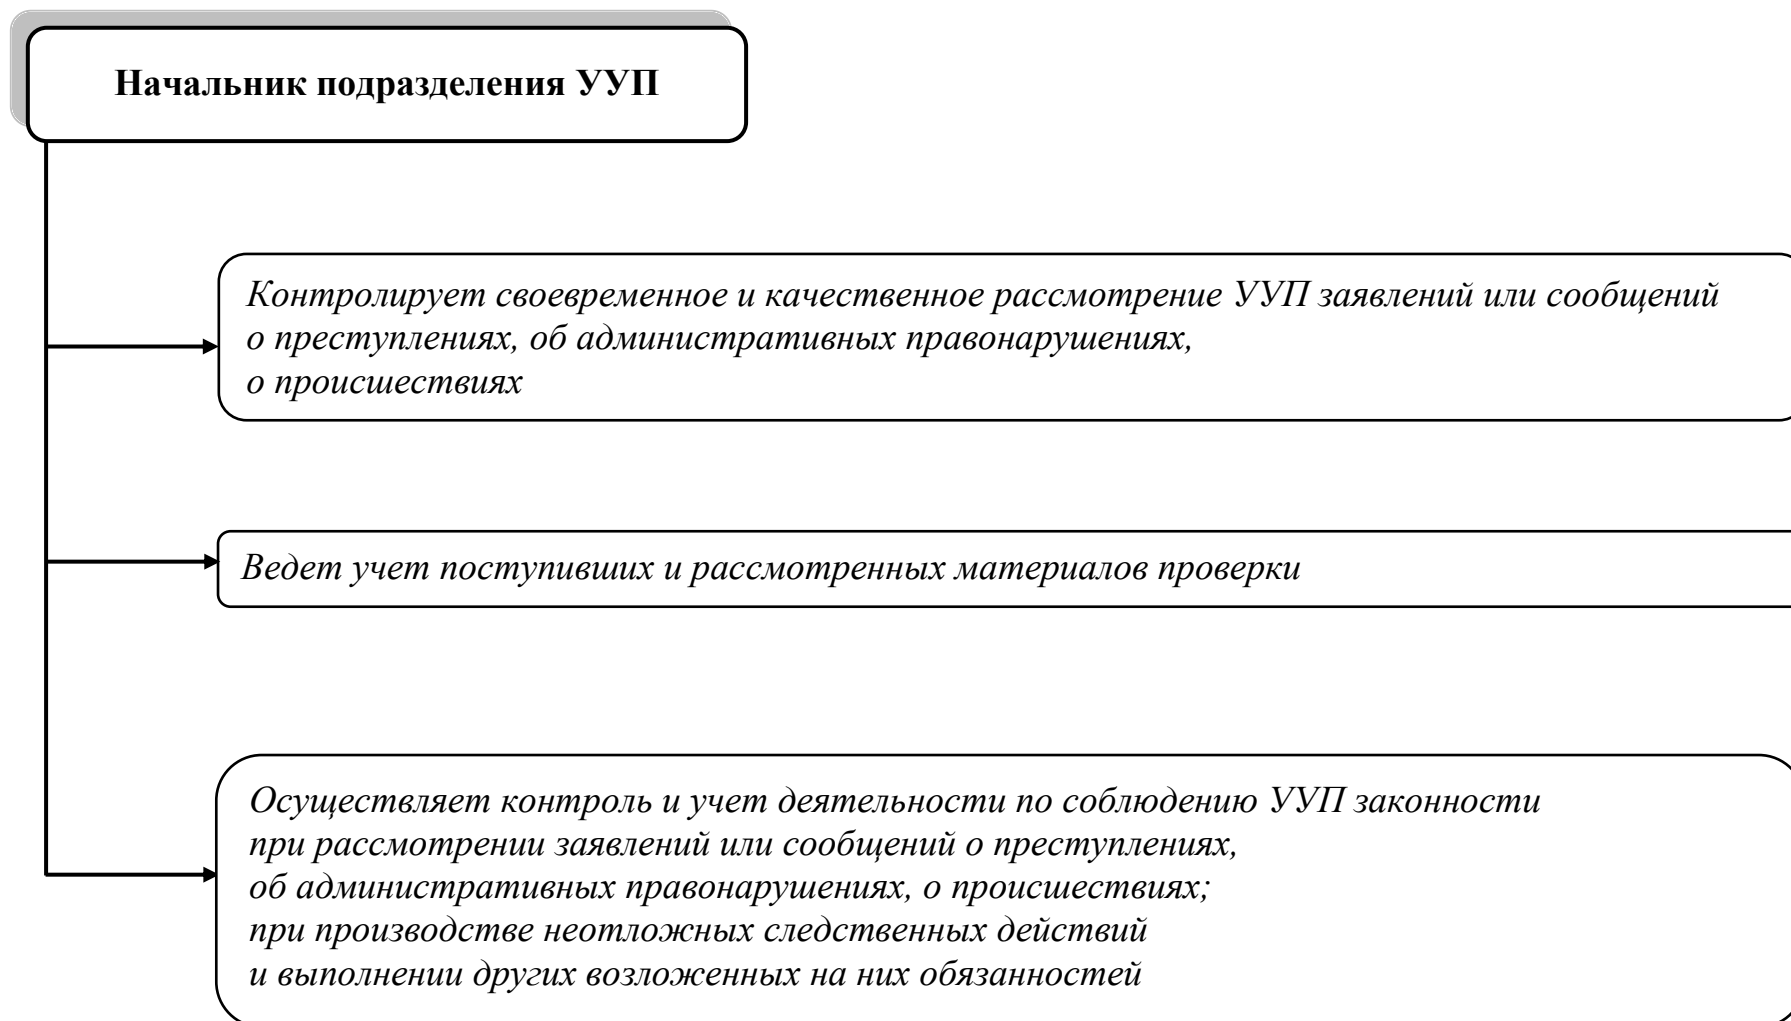 Начальник подразделения УУП
Контролирует своевременное и качественное рассмотрение УУП заявлений или сообщений
о преступлениях, об административных правонарушениях,
о происшествиях
Ведет учет поступивших и рассмотренных материалов проверки
Осуществляет контроль и учет деятельности по соблюдению УУП законности
при рассмотрении заявлений или сообщений о преступлениях,
об административных правонарушениях, о происшествиях;
при производстве неотложных следственных действий
и выполнении других возложенных на них обязанностей